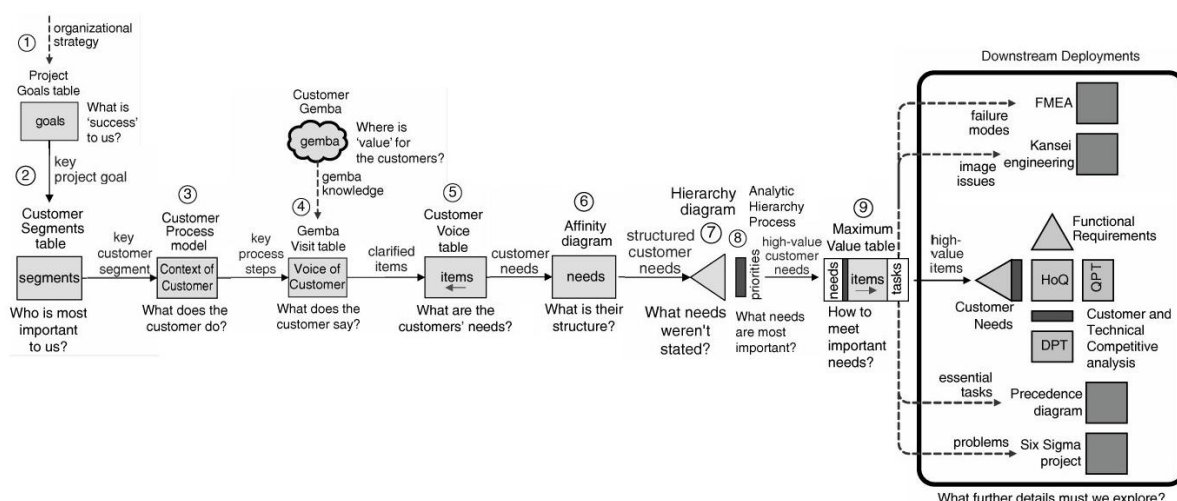 ①
organizational
strategy
Project
Goals table
goals
What is
‘success’
to us?
②
key
project goal
Customer
Segments
table
segments
Who is most
important
to us?
key
customer
segment
③
Customer
Process
model
Context of
Customer
What does the
customer do?
key
process
steps
Customer
Gemba
gemba
Where is
‘value’ for
the customers?
gemba
knowledge
④
Gemba
Visit table
Voice of
Customer
What does the
customer say?
clarified
items
⑤
Customer
Voice
table
items
What are the
customers’ needs?
customer
needs
⑥
Affinity
diagram
needs
What is their
structure?
structured
customer
needs
Hierarchy
diagram
⑦
What needs
weren't
stated?
Analytic
Hierarchy
Process
⑧
priorities
What needs
are most
important?
high-value
customer
needs
⑨
Maximum
Value table
needs
items
tasks
How to
meet
important
needs?
Downstream Deployments
failure
modes
FMEA
image
issues
Kansei
engineering
high-
value
items
Customer
Needs
Functional
Requirements
HoQ
QPT
DPT
Customer and
Technical
Competitive
analysis
essential
tasks
Precedence
diagram
problems
Six Sigma
project
What further details must we explore?